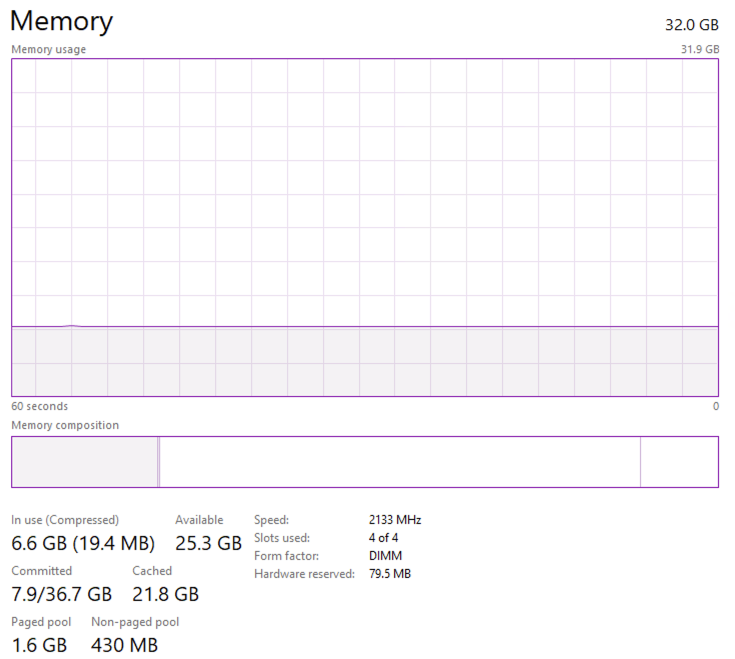 Memory 32.0 GB
Memory usage 31.9 GB
60 seconds 0
Memory composition
In use (Compressed) Available
6.6 GB (19.4 MB) 25.3 GB
Committed Cached
7.9/36.7 GB 21.8 GB
Paged pool Non-paged pool
1.6 GB 430 MB
Speed: 2133 MHz
Slots used: 4 of 4
Form factor: DIMM
Hardware reserved: 79.5 MB